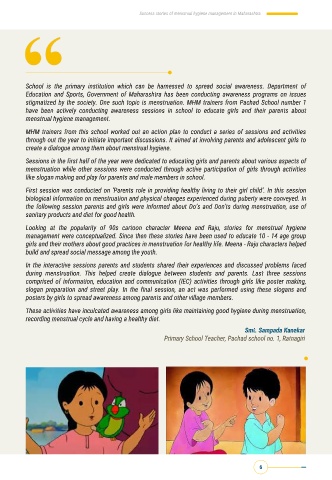 Success stories of menstrual hygiene management in Maharashtra
School is the primary institution which can be harnessed to spread social awareness. Department of
Education and Sports, Government of Maharashtra has been conducting awareness programs on issues
stigmatized by the society. One such topic is menstruation. MHM trainers from Pachad School number 1
have been actively conducting awareness sessions in school to educate girls and their parents about
menstrual hygiene management.
MHM trainers from this school worked out an action plan to conduct a series of sessions and activities
through out the year to initiate important discussions. It aimed at involving parents and adolescent girls to
create a dialogue among them about menstrual hygiene.
Sessions in the first half of the year were dedicated to educating girls and parents about various aspects of
menstruation while other sessions were conducted through active participation of girls through activities
like slogan making and play for parents and male members in school.
First session was conducted on 'Parents role in providing healthy living to their girl child'. In this session
biological information on menstruation and physical changes experienced during puberty were conveyed. In
the following session parents and girls were informed about Do's and Don'ts during menstruation, use of
sanitary products and diet for good health.
Looking at the popularity of 90s cartoon character Meena and Raju, stories for menstrual hygiene
management were conceptualized. Since then these stories have been used to educate 10 - 14 age group
girls and their mothers about good practices in menstruation for healthy life. Meena - Raju characters helped
build and spread social message among the youth.
In the interactive sessions parents and students shared their experiences and discussed problems faced
during menstruation. This helped create dialogue between students and parents. Last three sessions
comprised of information, education and communication (IEC) activities through girls like poster making,
slogan preparation and street play. In the final session, an act was performed using these slogans and
posters by girls to spread awareness among parents and other village members.
These activities have inculcated awareness among girls like maintaining good hygiene during menstruation,
recording menstrual cycle and having a healthy diet.
Smt. Sampada Kanekar
Primary School Teacher, Pachad school no. 1, Ratnagiri
6